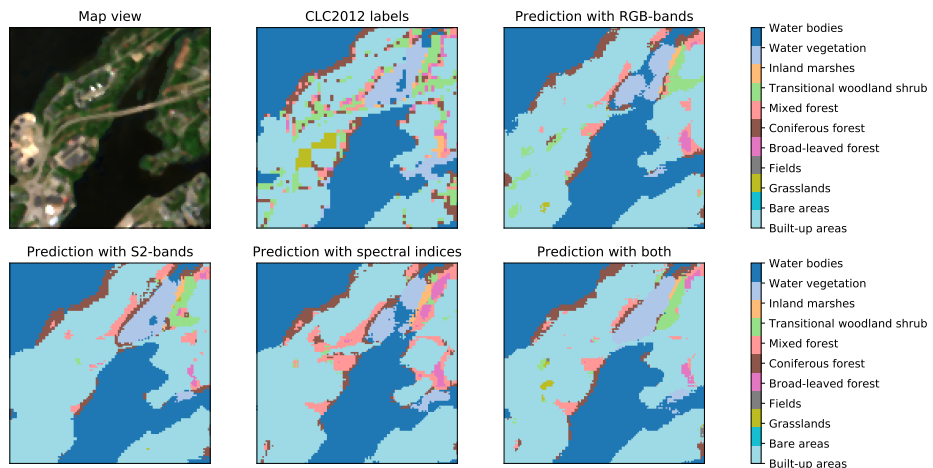 Map view
CLC2012 labels
Prediction with RGB-bands
Water bodies
Water vegetation
Inland marshes
Transitional woodland shrub
Mixed forest
Coniferous forest
Broad-leaved forest
Fields
Grasslands
Bare areas
Built-up areas
Prediction with S2-bands
Prediction with spectral indices
Prediction with both
Water bodies
Water vegetation
Inland marshes
Transitional woodland shrub
Mixed forest
Coniferous forest
Broad-leaved forest
Fields
Grasslands
Bare areas
Built-up areas